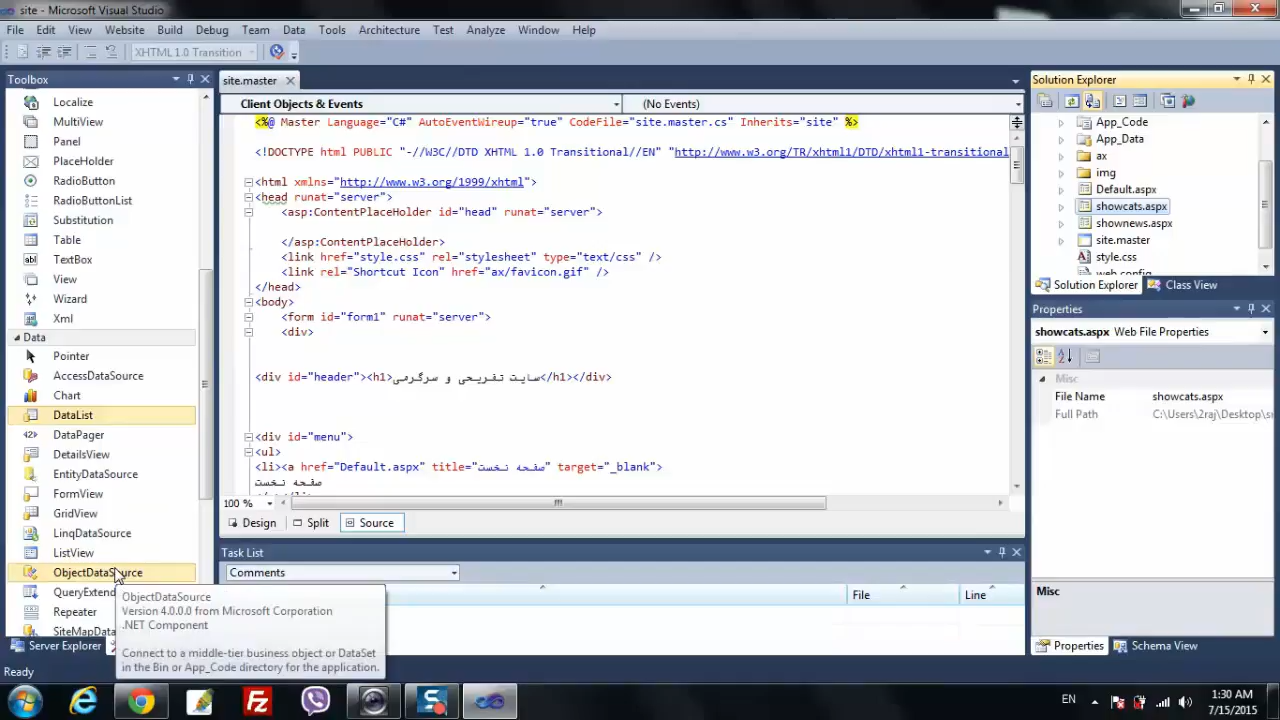 site - Microsoft Visual Studio
File Edit View Website Build Debug Team Data Tools Architecture Test Analyze Window Help
XHTML 1.0 Transition
Toolbox
Localize
MultiView
Panel
PlaceHolder
RadioButton
RadioButtonList
Substitution
Table
TextBox
View
Wizard
Xml
Data
Pointer
AccessDataSource
Chart
DataList
DataPager
DetailsView
EntityDataSource
FormView
GridView
LinqDataSource
ListView
ObjectDataSource
QueryExtend
Repeater
SiteMapData
Server Explorer
ObjectDataSource
Version 4.0.0.0 from Microsoft Corporation
.NET Component
Connect to a middle-tier business object or DataSet
in the Bin or App_Code directory for the application.
site.master
Client Objects & Events
(No Events)
<%@ Master Language="C#" AutoEventWireup="true" CodeFile="site.master.cs" Inherits="site" %>
<!DOCTYPE html PUBLIC "-//W3C//DTD XHTML 1.0 Transitional//EN" "http://www.w3.org/TR/xhtml1/DTD/xhtml1-transitional
<html xmlns="http://www.w3.org/1999/xhtml">
<head runat="server">
<asp:ContentPlaceHolder id="head" runat="server">
</asp:ContentPlaceHolder>
<link href="style.css" rel="stylesheet" type="text/css" />
<link rel="Shortcut Icon" href="ax/favicon.gif" />
</head>
<body>
<form id="form1" runat="server">
<div>
<div id="header"><h1>سایت تفریحی و سرگرمی</h1></div>
<div id="menu">
<ul>
<li><a href="Default.aspx" title="صفحه نخست" target="_blank">
صفحه نخست
100 %
Design Split Source
Task List
Comments
File Line
Solution Explorer
App_Code
App_Data
ax
img
Default.aspx
showcats.aspx
shownews.aspx
site.master
style.css
web.config
Solution Explorer Class View
Properties
showcats.aspx Web File Properties
Misc
File Name showcats.aspx
Full Path C:\Users\2raj\Desktop\s
Misc
Properties Schema View
Ready
EN
1:30 AM
7/15/2015